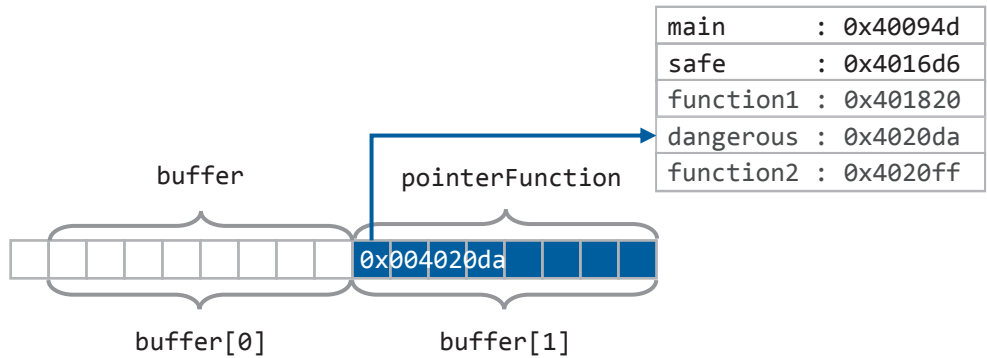 main : 0x40094d
safe : 0x4016d6
function1 : 0x401820
dangerous : 0x4020da
function2 : 0x4020ff
buffer
pointerFunction
0x004020da
buffer[0]
buffer[1]